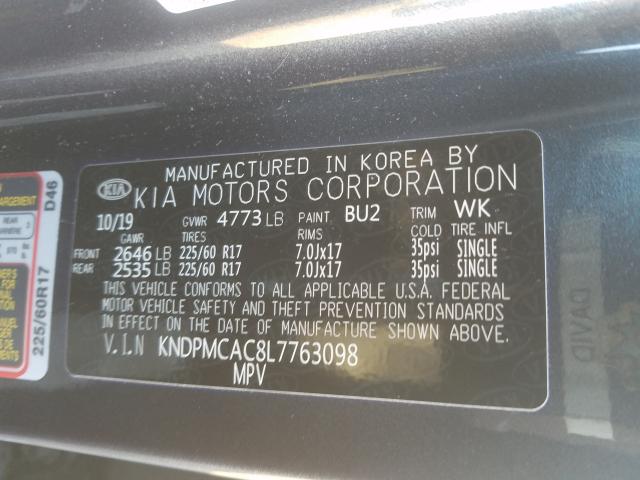 MANUFACTURED IN KOREA BY
KIA KIA MOTORS CORPORATION
10/19 GVWR 4773 LB PAINT BU2 TRIM WK
GAWR TIRES RIMS COLD TIRE INFL
FRONT 2646 LB 225/60 R17 7.0Jx17 35psi SINGLE
REAR 2535 LB 225/60 R17 7.0Jx17 35psi SINGLE
THIS VEHICLE CONFORMS TO ALL APPLICABLE U.S.A. FEDERAL
MOTOR VEHICLE SAFETY AND THEFT PREVENTION STANDARDS
IN EFFECT ON THE DATE OF MANUFACTURE SHOWN ABOVE.
V.I.N KNDPMCAC8L7763098
MPV
D46
225/60R17
REAR
DAVID